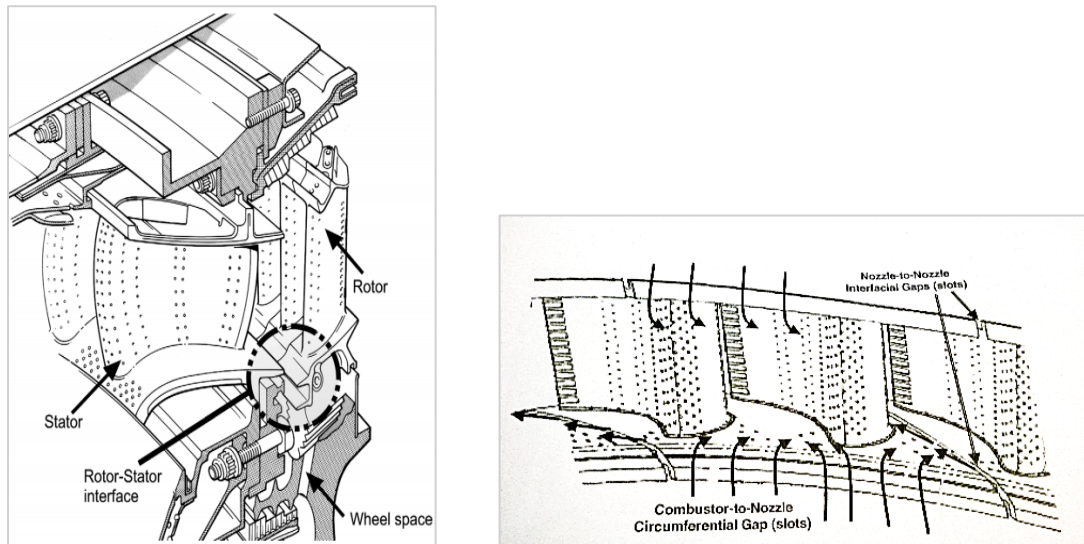 Rotor
Stator
Rotor-Stator
interface
Wheel space
Nozzle-to-Nozzle
Interfacial Gaps (slots)
Combustor-to-Nozzle
Circumferential Gap (slots)